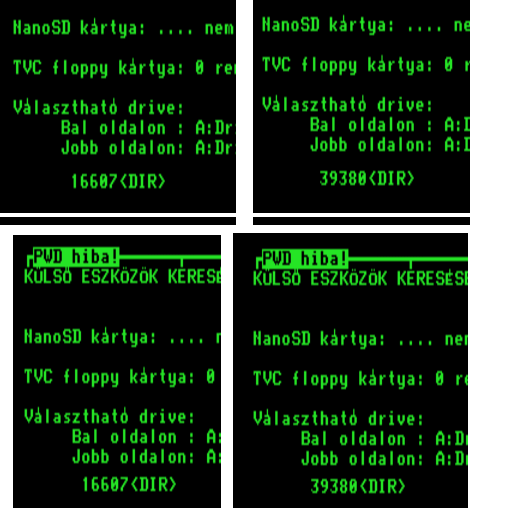 NanoSD kártya: .... nem
TVC floppy kártya: 0
Választható drive:
Bal oldalon : A:Dr
Jobb oldalon: A:Dr
16607<DIR>
NanoSD kártya: .... ne
TVC floppy kártya: 0
Választható drive:
Bal oldalon : A:D
Jobb oldalon: A:D
39380<DIR>
PWD hiba!
KÜLSŐ ESZKÖZÖK KERESÉ
NanoSD kártya: ....
TVC floppy kártya: 0
Választható drive:
Bal oldalon : A:
Jobb oldalon: A:
16607<DIR>
PWD hiba!
KÜLSŐ ESZKÖZÖK KERESÉSE
NanoSD kártya: .... nem
TVC floppy kártya: 0 re
Választható drive:
Bal oldalon : A:Dr
Jobb oldalon: A:Dr
39380<DIR>